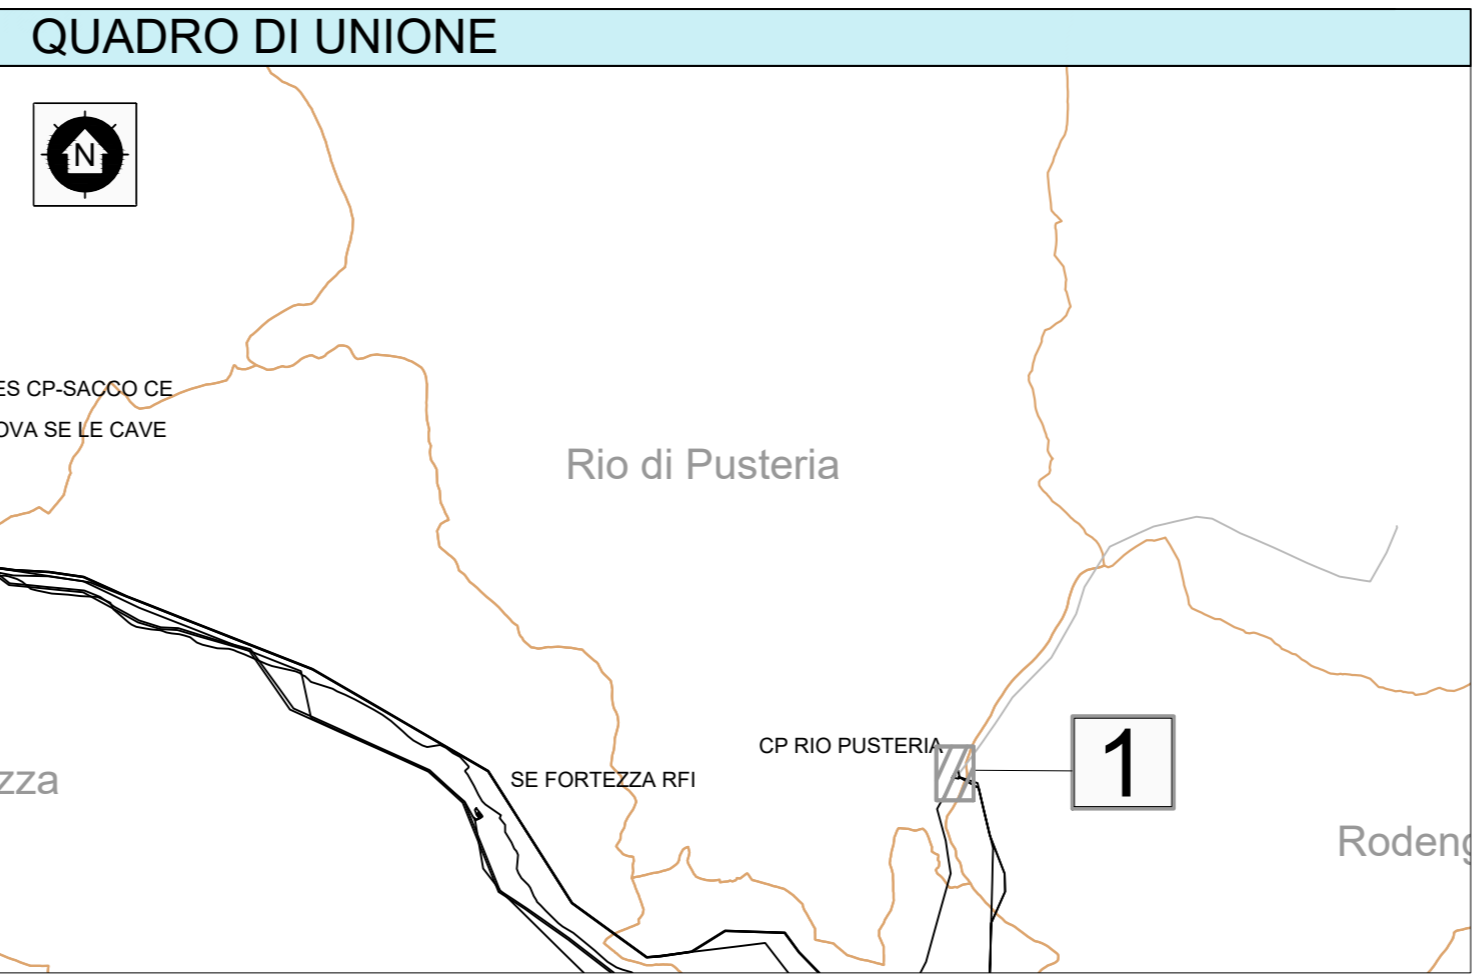 QUADRO DI UNIONE
N
ES CP-SACCO CE
OVA SE LE CAVE
Rio di Pusteria
CP RIO PUSTERIA
1
SE FORTEZZA RFI
zza
Rodeng